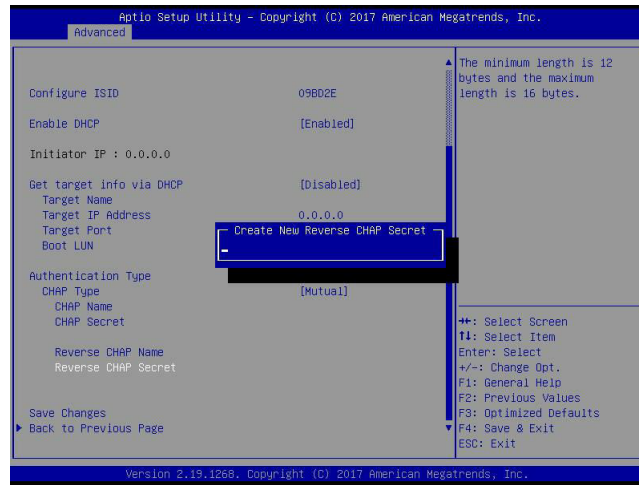 Aptio Setup Utility – Copyright (C) 2017 American Megatrends, Inc.
Advanced
Configure ISID 09BD2E
Enable DHCP [Enabled]
Initiator IP : 0.0.0.0
Get target info via DHCP [Disabled]
Target Name
Target IP Address 0.0.0.0
Target Port
Boot LUN
Create New Reverse CHAP Secret
Authentication Type
CHAP Type [Mutual]
CHAP Name
CHAP Secret
Reverse CHAP Name
Reverse CHAP Secret
Save Changes
Back to Previous Page
The minimum length is 12
bytes and the maximum
length is 16 bytes.
→←: Select Screen
↑↓: Select Item
Enter: Select
+/-: Change Opt.
F1: General Help
F2: Previous Values
F3: Optimized Defaults
F4: Save & Exit
ESC: Exit
Version 2.19.1268. Copyright (C) 2017 American Megatrends, Inc.